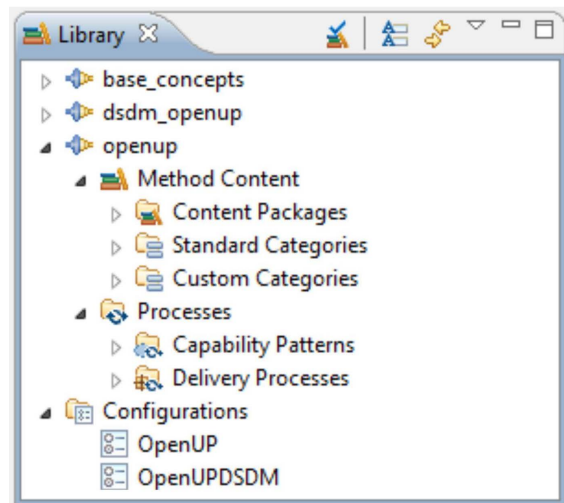 Library
base_concepts
dsdm_openup
openup
Method Content
Content Packages
Standard Categories
Custom Categories
Processes
Capability Patterns
Delivery Processes
Configurations
OpenUP
OpenUPDSDM